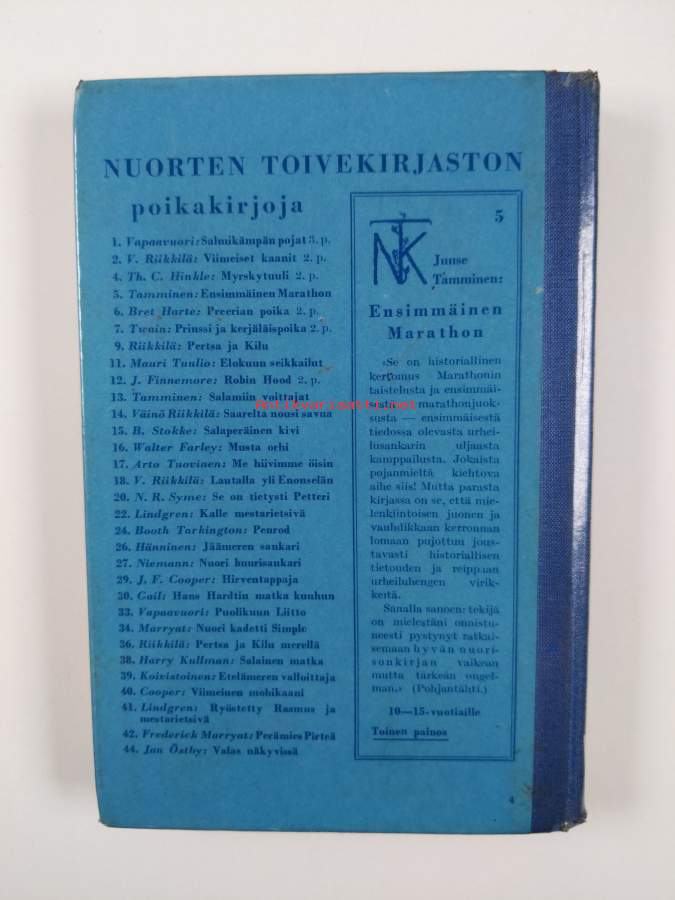 NUORTEN TOIVEKIRJASTON
poikakirjoja
1. Vapaavuori: Salmikämpän pojat 3. p.
2. V. Riikkilä: Viimeiset kaanit 2. p.
4. Th. C. Hinkle: Myrskytuuli 2. p.
5. Tamminen: Ensimmäinen Marathon
6. Bret Harte: Preerian poika 2. p.
7. Twain: Prinssi ja kerjäläispoika 2. p.
9. Riikkilä: Pertsa ja Kilu
11. Mauri Tuulio: Elokuun seikkailut
12. J. Finnemore: Robin Hood 2. p.
13. Tamminen: Salamiin voittajat
14. Väinö Riikkilä: Saarelta nousi savua
15. B. Stokke: Salaperäinen kivi
16. Walter Farley: Musta orhi
17. Arto Tuovinen: Me hiivimme öisin
18. V. Riikkilä: Lautalla yli Enonselän
20. N. R. Syme: Se on tietysti Petteri
22. Lindgren: Kalle mestarietsivä
24. Booth Tarkington: Penrod
26. Hänninen: Jäämeren sankari
27. Niemann: Nuori buurisankari
29. J. F. Cooper: Hirventappaja
30. Gail: Hans Hardtin matka kuuhun
33. Vapaavuori: Puolikuun Liitto
34. Marryat: Nuori kadetti Simple
36. Riikkilä: Pertsa ja Kilu merellä
38. Harry Kullman: Salainen matka
39. Koivistoinen: Etelämeren valloittaja
40. Cooper: Viimeinen mohikaani
41. Lindgren: Ryöstetty Rasmus ja
mestarietsivä
42. Frederick Marryat: Perämies Pirteä
44. Jan Östby: Valas näkyvissä
NTK
5
Juuse
Tamminen:
Ensimmäinen
Marathon
»Se on historiallinen
kertomus Marathonin
taistelusta ja ensimmäi-
sestä marathonjuok-
susta — ensimmäisestä
tiedossa olevasta urhei-
lusankarin uljaasta
kamppailusta. Jokaista
pojanmieltä kiehtova
aihe siis! Mutta parasta
kirjassa on se, että mie-
lenkiintoisen juonen ja
vauhdikkaan kerronnan
lomaan pujottuu jous-
tavasti historiallisen
tietouden ja reippaan
urheiluhengen virik-
keitä.
Sanalla sanoen: tekijä
on mielestäni onnistu-
neesti pystynyt ratkai-
semaan hyvän nuori-
sonkirjan vaikean
mutta tärkeän ongel-
man.» (Pohjantähti.)
10—15-vuotiaille
Toinen painos
4
Antikvariaatti.net